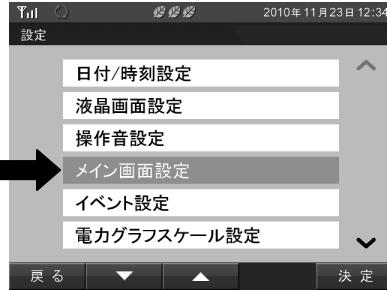 2010年11月23日 12:34
設定
日付/時刻設定
液晶画面設定
操作音設定
メイン画面設定
イベント設定
電力グラフスケール設定
戻る ▼ ▲ 決定